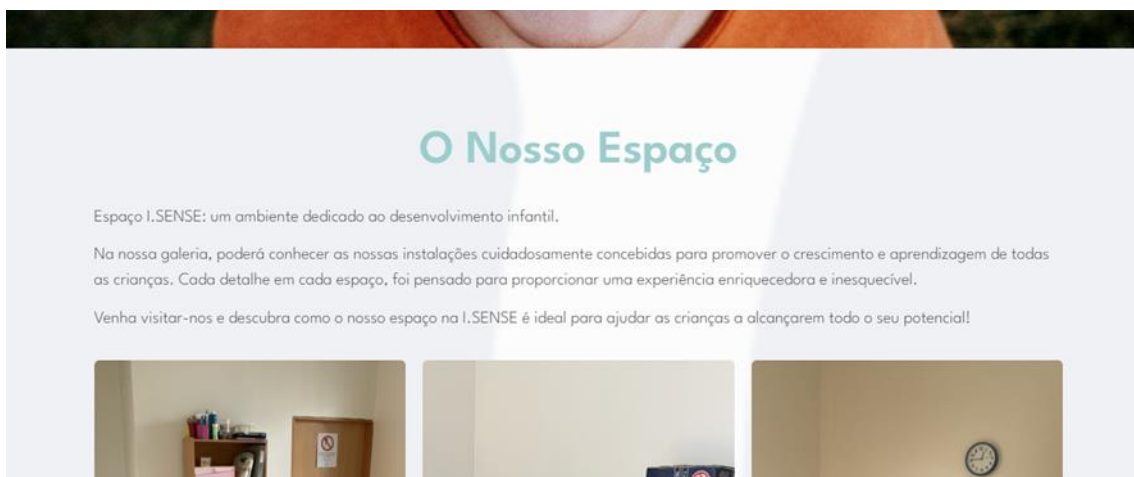 O Nosso Espaço
Espaço I.SENSE: um ambiente dedicado ao desenvolvimento infantil.
Na nossa galeria, poderá conhecer as nossas instalações cuidadosamente concebidas para promover o crescimento e aprendizagem de todas
as crianças. Cada detalhe em cada espaço, foi pensado para proporcionar uma experiência enriquecedora e inesquecível.
Venha visitar-nos e descubra como o nosso espaço na I.SENSE é ideal para ajudar as crianças a alcançarem todo o seu potencial!